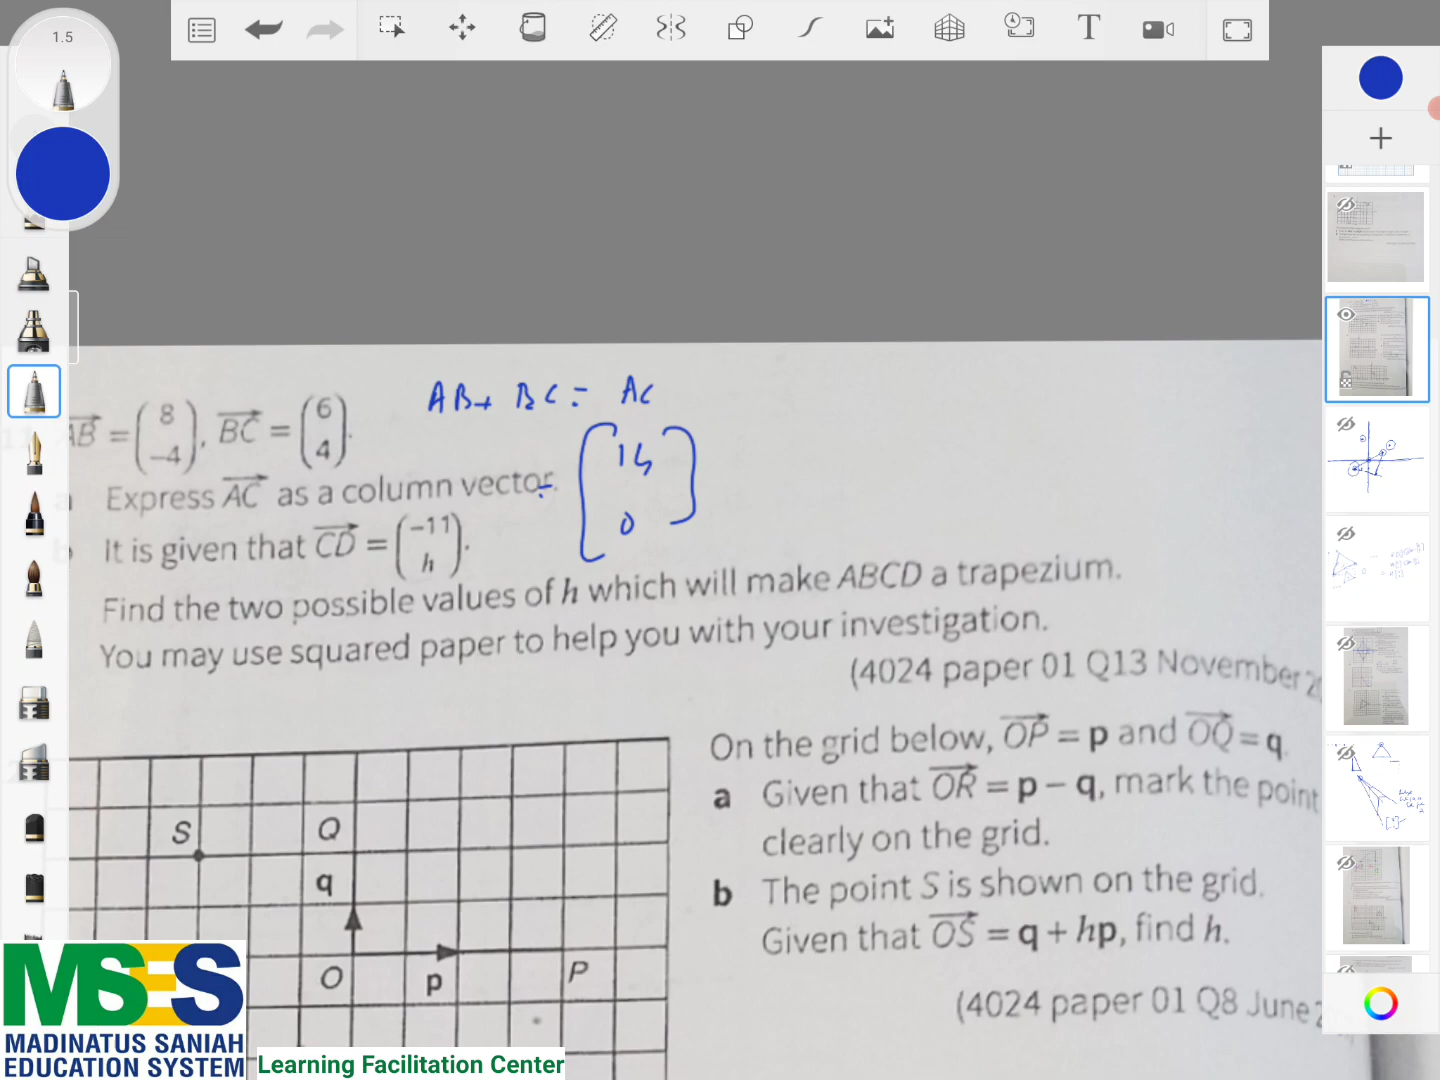 1.5
AB+ BC = AC
AB = (8 -4), BC = (6 4).
= [14 0]
a Express AC as a column vector.
b It is given that CD = (-11 h).
Find the two possible values of h which will make ABCD a trapezium.
You may use squared paper to help you with your investigation.
(4024 paper 01 Q13 November
On the grid below, OP = p and OQ = q.
a Given that OR = p – q, mark the point
clearly on the grid.
b The point S is shown on the grid.
Given that OS = q + hp, find h.
(4024 paper 01 Q8 June
S
Q
q
O
p
P
MSES
MADINATUS SANIAH
EDUCATION SYSTEM
Learning Facilitation Center